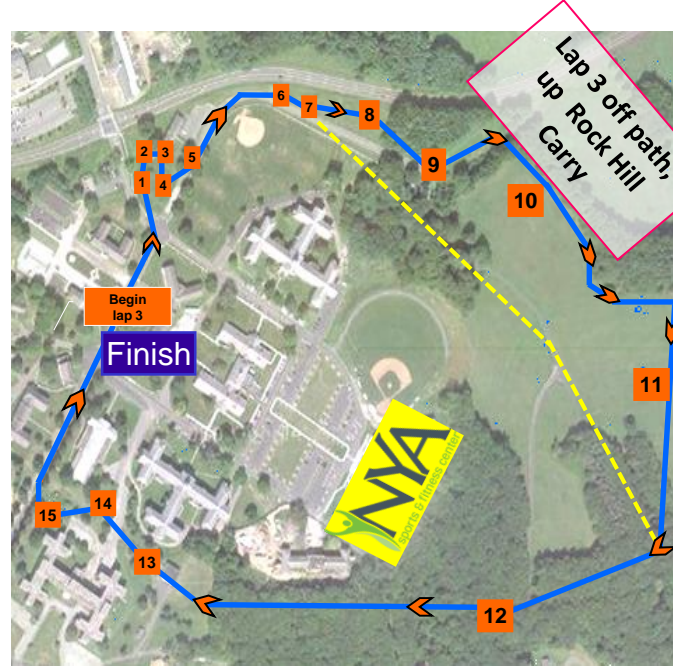 Lap 3 off path,
up Rock Hill
Carry
6
7
8
2
3
5
9
1
4
10
Begin
lap 3
Finish
11
NYA
sports & fitness center
15
14
13
12